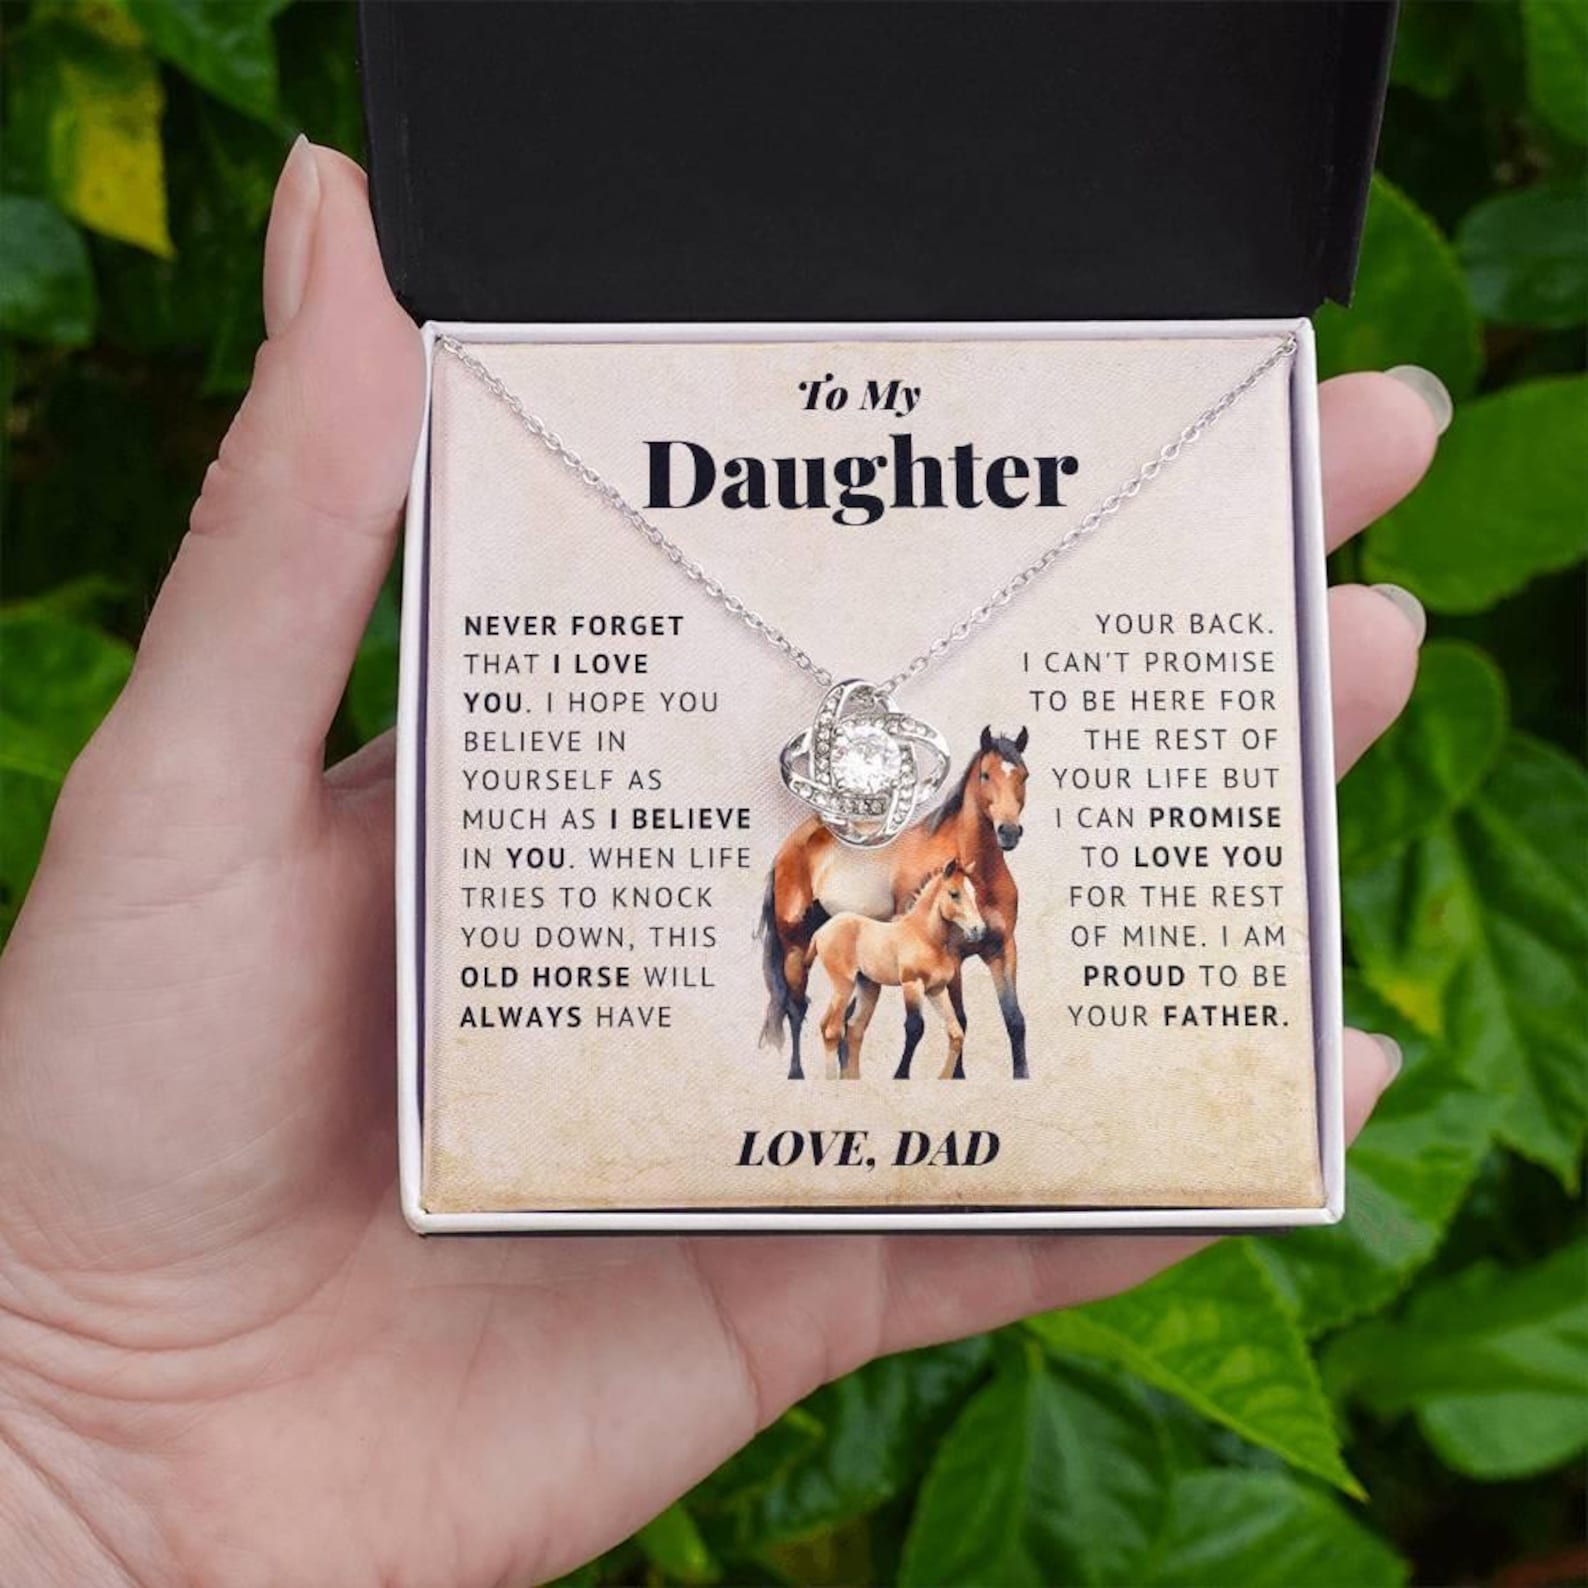 To My
Daughter
NEVER FORGET
THAT I LOVE
YOU. I HOPE YOU
BELIEVE IN
YOURSELF AS
MUCH AS I BELIEVE
IN YOU. WHEN LIFE
TRIES TO KNOCK
YOU DOWN, THIS
OLD HORSE WILL
ALWAYS HAVE
YOUR BACK.
I CAN'T PROMISE
TO BE HERE FOR
THE REST OF
YOUR LIFE BUT
I CAN PROMISE
TO LOVE YOU
FOR THE REST
OF MINE. I AM
PROUD TO BE
YOUR FATHER.
LOVE, DAD